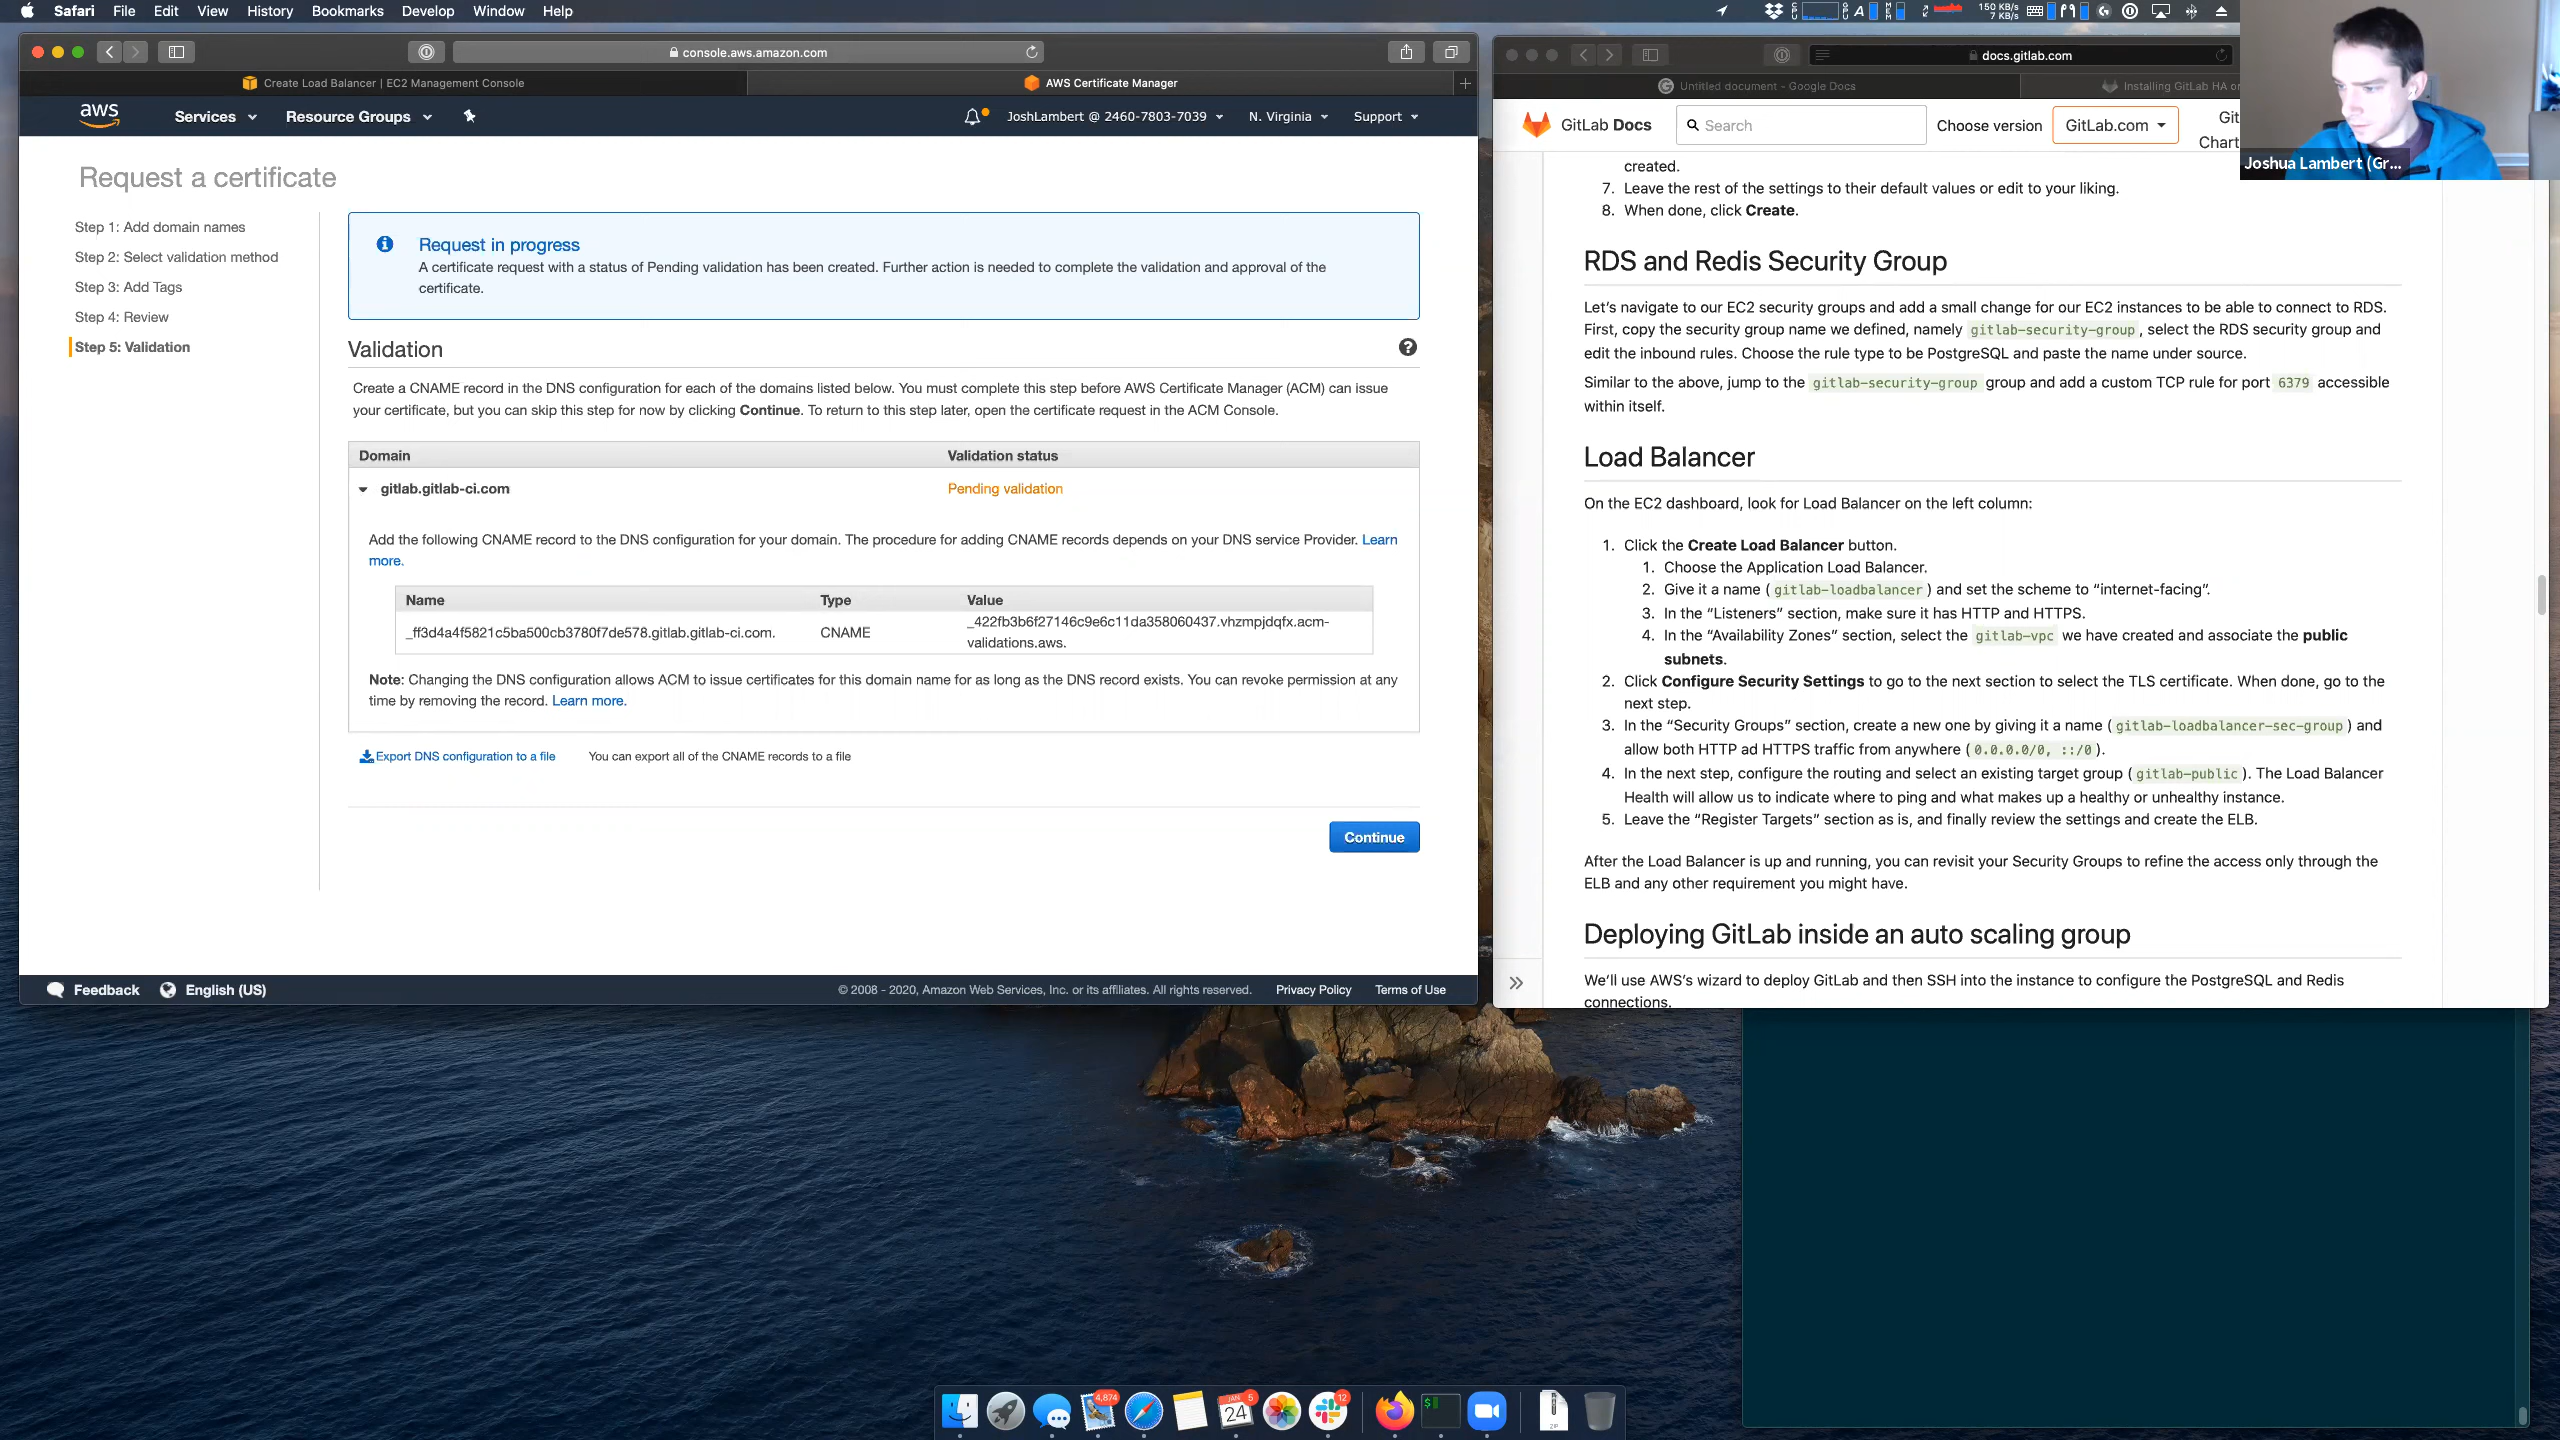 Safari File Edit View History Bookmarks Develop Window Help
150 KB/s
7 KB/s
console.aws.amazon.com
Create Load Balancer | EC2 Management Console
AWS Certificate Manager
aws
Services
Resource Groups
JoshLambert @ 2460-7803-7039
N. Virginia
Support
Request a certificate
Step 1: Add domain names
Step 2: Select validation method
Step 3: Add Tags
Step 4: Review
Step 5: Validation
Request in progress
A certificate request with a status of Pending validation has been created. Further action is needed to complete the validation and approval of the
certificate.
Validation
Create a CNAME record in the DNS configuration for each of the domains listed below. You must complete this step before AWS Certificate Manager (ACM) can issue
your certificate, but you can skip this step for now by clicking Continue. To return to this step later, open the certificate request in the ACM Console.
Domain
Validation status
gitlab.gitlab-ci.com
Pending validation
Add the following CNAME record to the DNS configuration for your domain. The procedure for adding CNAME records depends on your DNS service Provider. Learn
more.
Name
Type
Value
_ff3d4a4f5821c5ba500cb3780f7de578.gitlab.gitlab-ci.com.
CNAME
_422fb3b6f27146c9e6c11da358060437.vhzmpjdqfx.acm-
validations.aws.
Note: Changing the DNS configuration allows ACM to issue certificates for this domain name for as long as the DNS record exists. You can revoke permission at any
time by removing the record. Learn more.
Export DNS configuration to a file
You can export all of the CNAME records to a file
Continue
Feedback
English (US)
© 2008 - 2020, Amazon Web Services, Inc. or its affiliates. All rights reserved.
Privacy Policy
Terms of Use
docs.gitlab.com
Untitled document - Google Docs
Installing GitLab HA o
GitLab Docs
Search
Choose version
GitLab.com
Git
Chart
Joshua Lambert (Gr...
created.
7. Leave the rest of the settings to their default values or edit to your liking.
8. When done, click Create.
RDS and Redis Security Group
Let's navigate to our EC2 security groups and add a small change for our EC2 instances to be able to connect to RDS.
First, copy the security group name we defined, namely gitlab-security-group, select the RDS security group and
edit the inbound rules. Choose the rule type to be PostgreSQL and paste the name under source.
Similar to the above, jump to the gitlab-security-group group and add a custom TCP rule for port 6379 accessible
within itself.
Load Balancer
On the EC2 dashboard, look for Load Balancer on the left column:
1. Click the Create Load Balancer button.
1. Choose the Application Load Balancer.
2. Give it a name (gitlab-loadbalancer) and set the scheme to “internet-facing”.
3. In the “Listeners” section, make sure it has HTTP and HTTPS.
4. In the “Availability Zones” section, select the gitlab-vpc we have created and associate the public
subnets.
2. Click Configure Security Settings to go to the next section to select the TLS certificate. When done, go to the
next step.
3. In the “Security Groups” section, create a new one by giving it a name (gitlab-loadbalancer-sec-group) and
allow both HTTP ad HTTPS traffic from anywhere (0.0.0.0/0, ::/0).
4. In the next step, configure the routing and select an existing target group (gitlab-public). The Load Balancer
Health will allow us to indicate where to ping and what makes up a healthy or unhealthy instance.
5. Leave the “Register Targets” section as is, and finally review the settings and create the ELB.
After the Load Balancer is up and running, you can revisit your Security Groups to refine the access only through the
ELB and any other requirement you might have.
Deploying GitLab inside an auto scaling group
We'll use AWS's wizard to deploy GitLab and then SSH into the instance to configure the PostgreSQL and Redis
connections.
4,874
JAN
5
24
12
ZIP